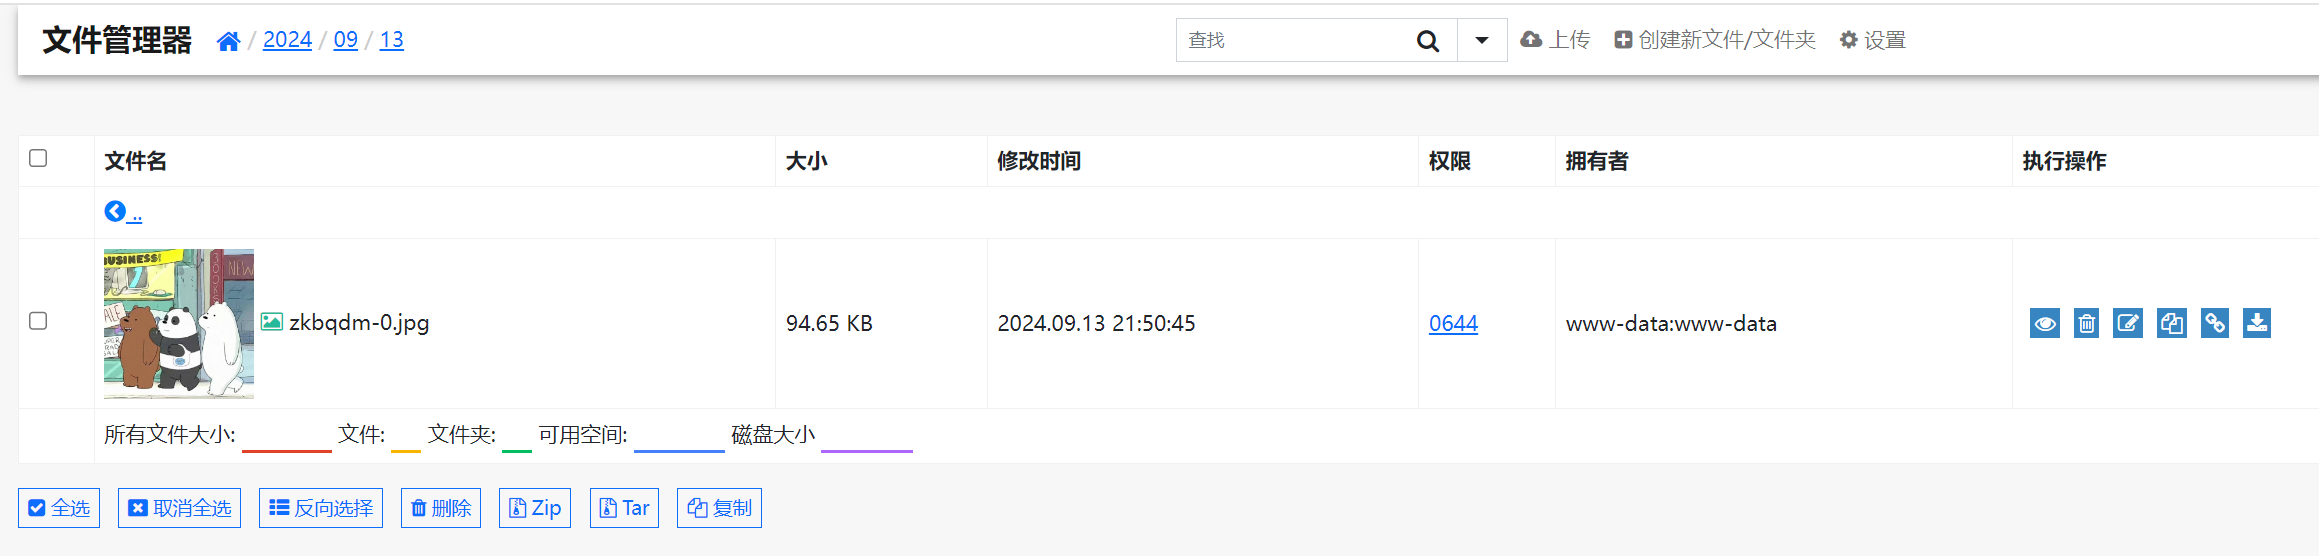 文件管理器 / 2024 / 09 / 13 查找 上传 创建新文件/文件夹 设置
文件名 大小 修改时间 权限 拥有者 执行操作
..
BUSINESS!
NEW
zkbqdm-0.jpg 94.65 KB 2024.09.13 21:50:45 0644 www-data:www-data
所有文件大小: 文件: 文件夹: 可用空间: 磁盘大小
全选 取消全选 反向选择 删除 Zip Tar 复制